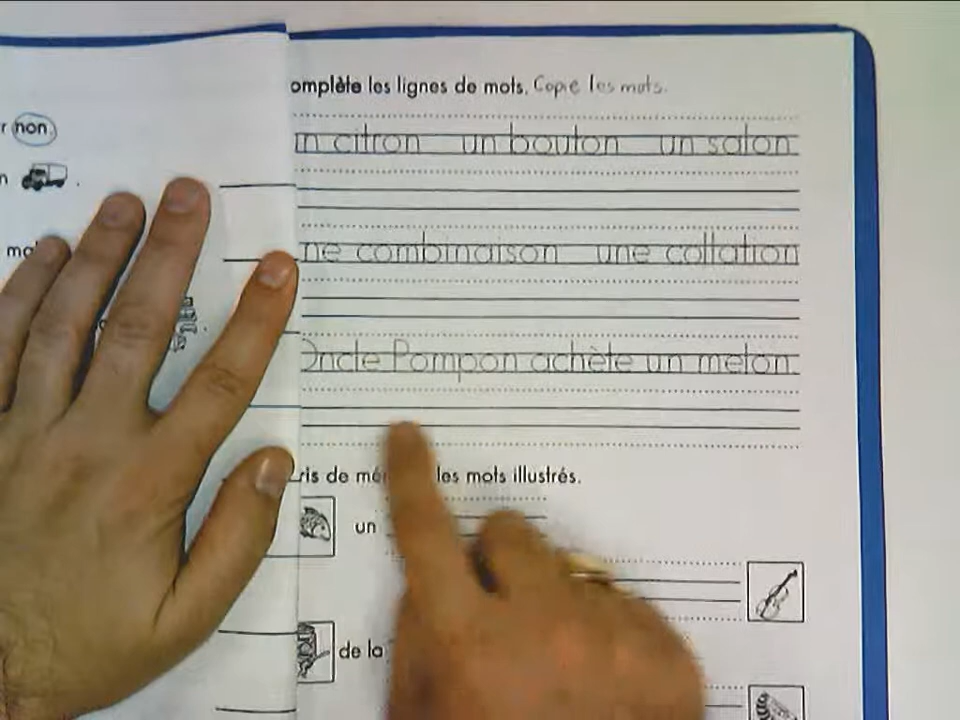 r non.
n .
omplète les lignes de mots. Copie les mots.
n citron un bouton un salon
ne combinaison une collation
Oncle Pompon achète un melon.
ris de mé les mots illustrés.
un
de la